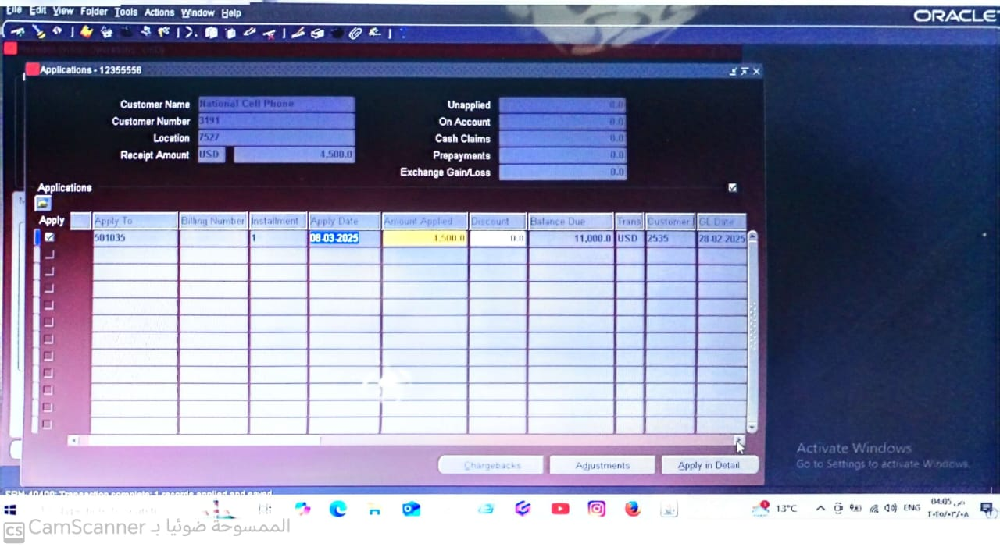 File Edit View Folder Tools Actions Window Help
ORACLE
Applications - 12355556
Customer Name National Cell Phone
Customer Number 3191
Location 7527
Receipt Amount USD 4,500.0
Unapplied 0.0
On Account 0.0
Cash Claims 0.0
Prepayments 0.0
Exchange Gain/Loss 0.0
Applications
Apply Apply To Billing Number Installment Apply Date Amount Applied Discount Balance Due Trans Customer GL Date
501035 1 08-03-2025 4,500.0 0.0 11,000.0 USD 2535 28-02-2025
Chargebacks Adjustments Apply in Detail
Activate Windows
Go to Settings to activate Windows.
FRM-40400: Transaction complete: 1 records applied and saved.
13°C ENG 04:05 ص
٢٠٢٥/٠٣/٠٨
CS CamScanner الممسوحة ضوئيا بـ